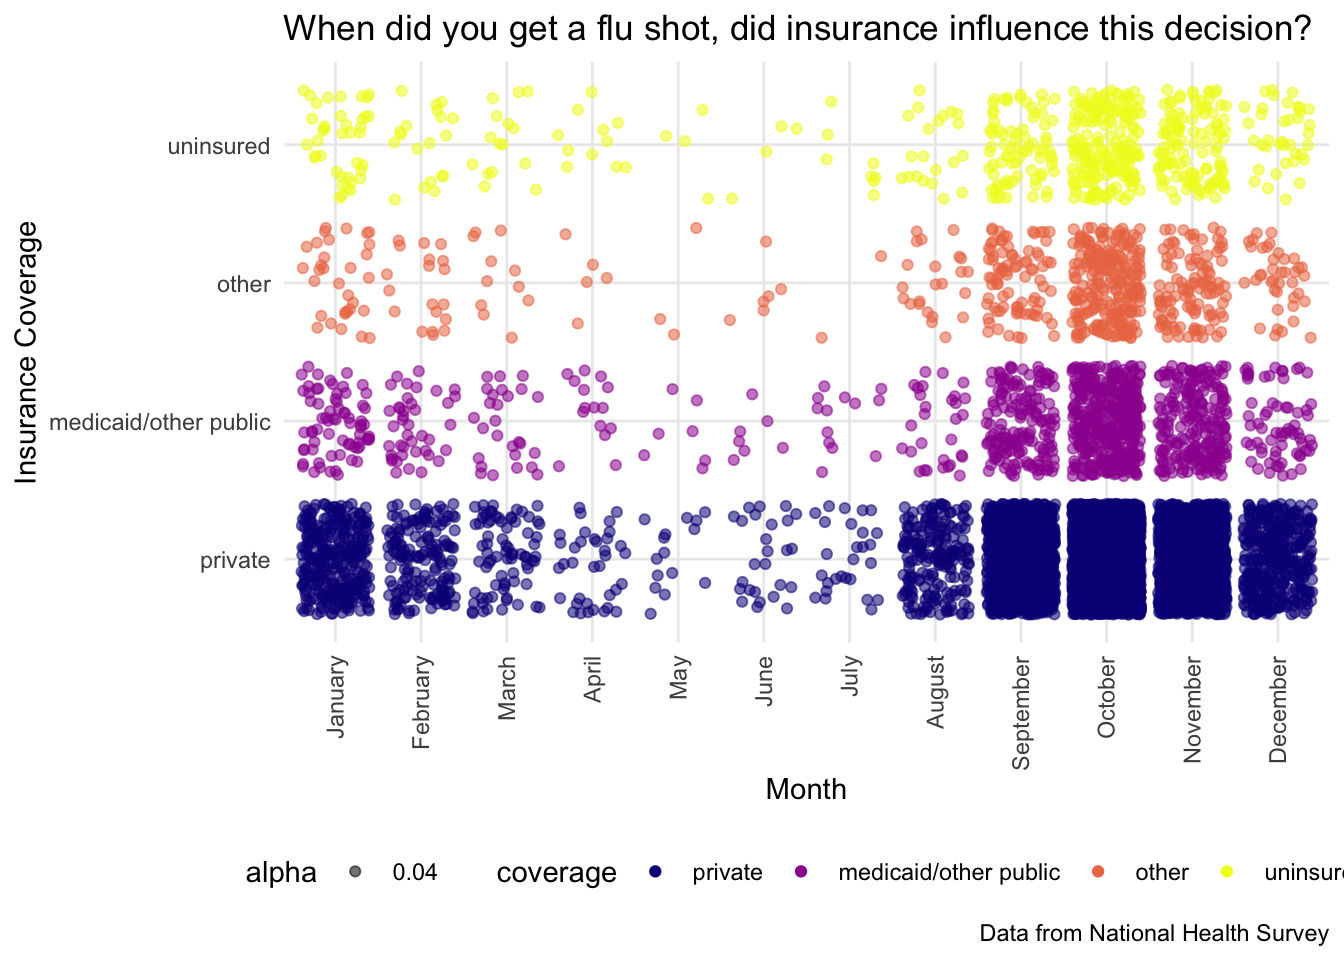 When did you get a flu shot, did insurance influence this decision?
Insurance Coverage
uninsured
other
medicaid/other public
private
January
February
March
April
May
June
July
August
September
October
November
December
Month
alpha 0.04 coverage private medicaid/other public other uninsure
Data from National Health Survey